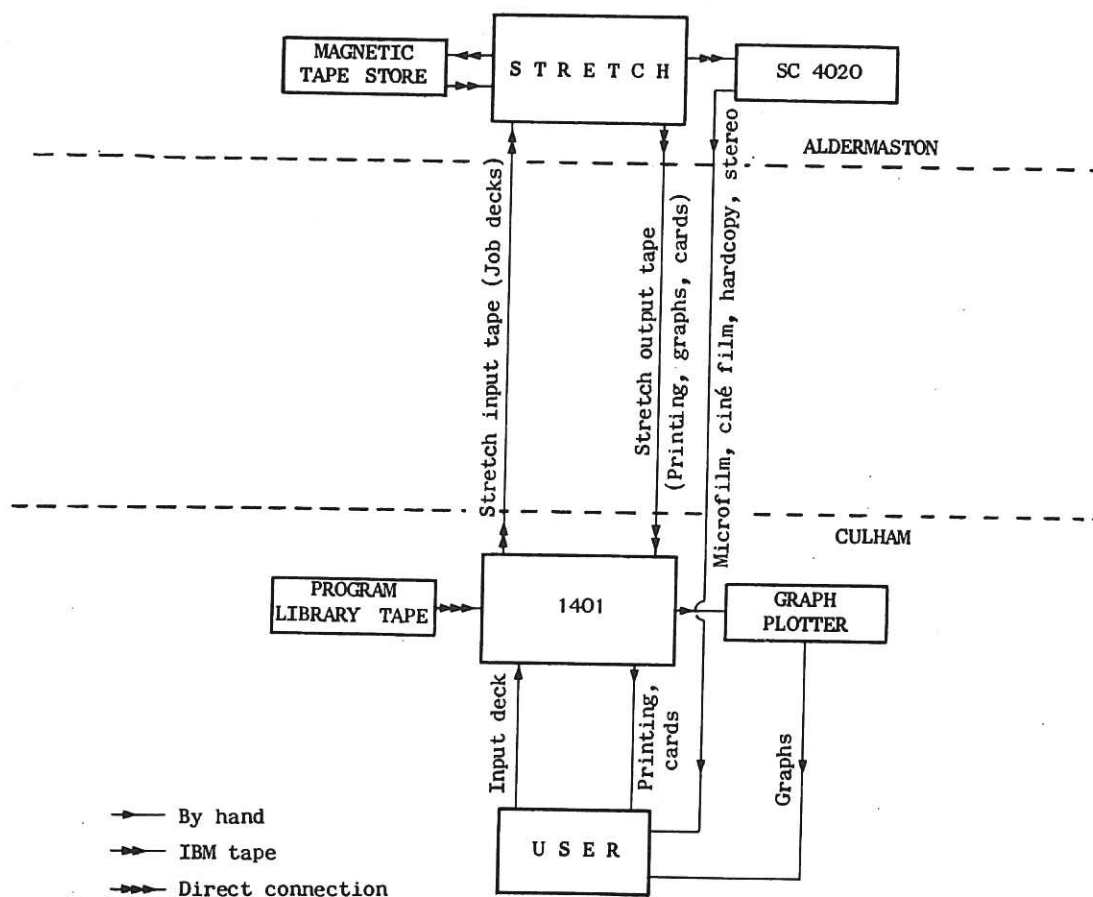 MAGNETIC
TAPE STORE
S T R E T C H
SC 4020
ALDERMASTON
Stretch input tape (Job decks)
Stretch output tape
(Printing, graphs, cards)
Microfilm, ciné film, hardcopy, stereo
CULHAM
PROGRAM
LIBRARY TAPE
1401
GRAPH
PLOTTER
Input deck
Printing,
cards
Graphs
U S E R
By hand
IBM tape
Direct connection